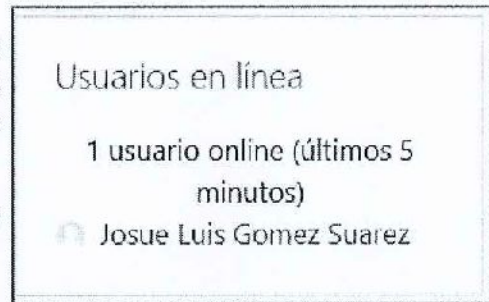 Usuarios en línea
1 usuario online (últimos 5
minutos)
Josue Luis Gomez Suarez